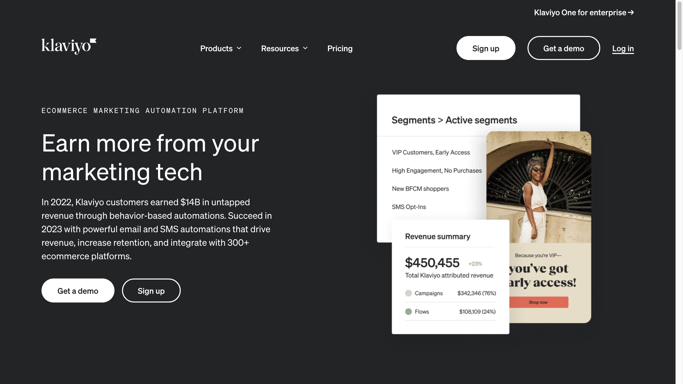 Klaviyo One for enterprise →
klaviyo
Products
Resources
Pricing
Sign up
Get a demo
Log in
ECOMMERCE MARKETING AUTOMATION PLATFORM
Earn more from your
marketing tech
In 2022, Klaviyo customers earned $14B in untapped
revenue through behavior-based automations. Succeed in
2023 with powerful email and SMS automations that drive
revenue, increase retention, and integrate with 300+
ecommerce platforms.
Get a demo
Sign up
Segments > Active segments
VIP Customers, Early Access
High Engagement, No Purchases
New BFCM shoppers
SMS Opt-Ins
Revenue summary
$450,455 +23%
Total Klaviyo attributed revenue
Campaigns $342,346 (76%)
Flows $108,109 (24%)
Because you're VIP—
you've got
early access!
Shop now